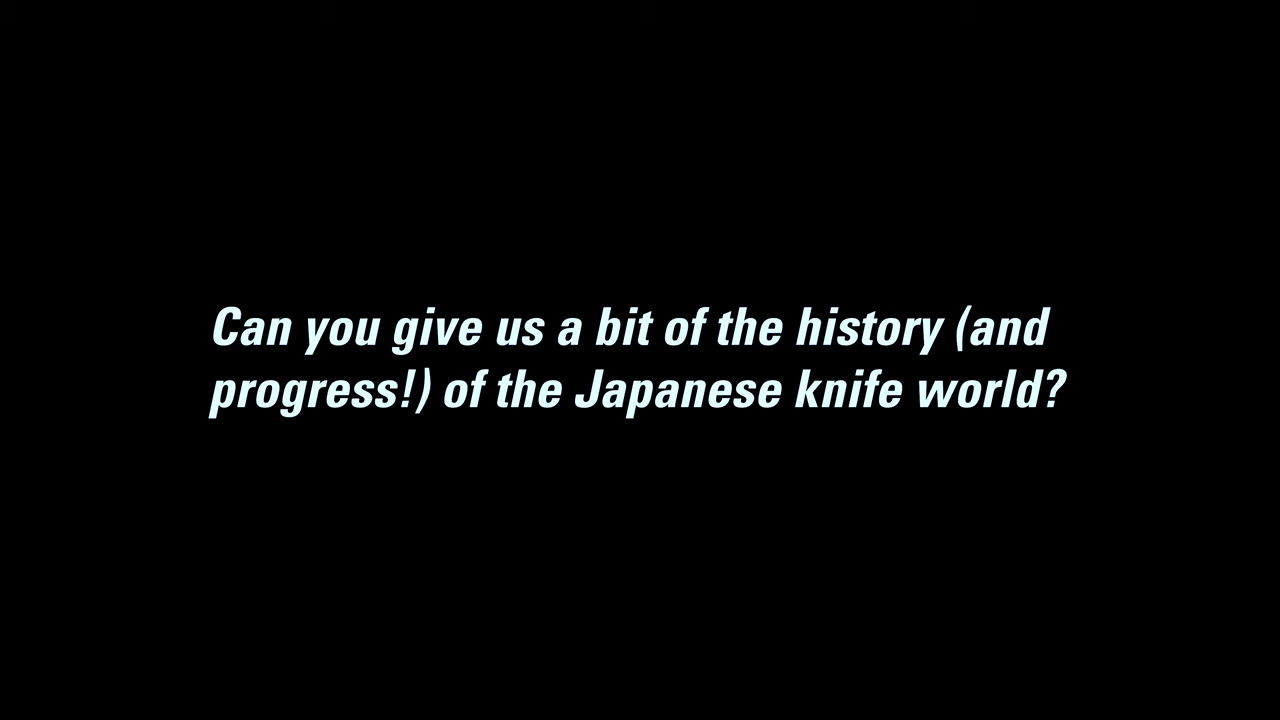 Can you give us a bit of the history (and
progress!) of the Japanese knife world?